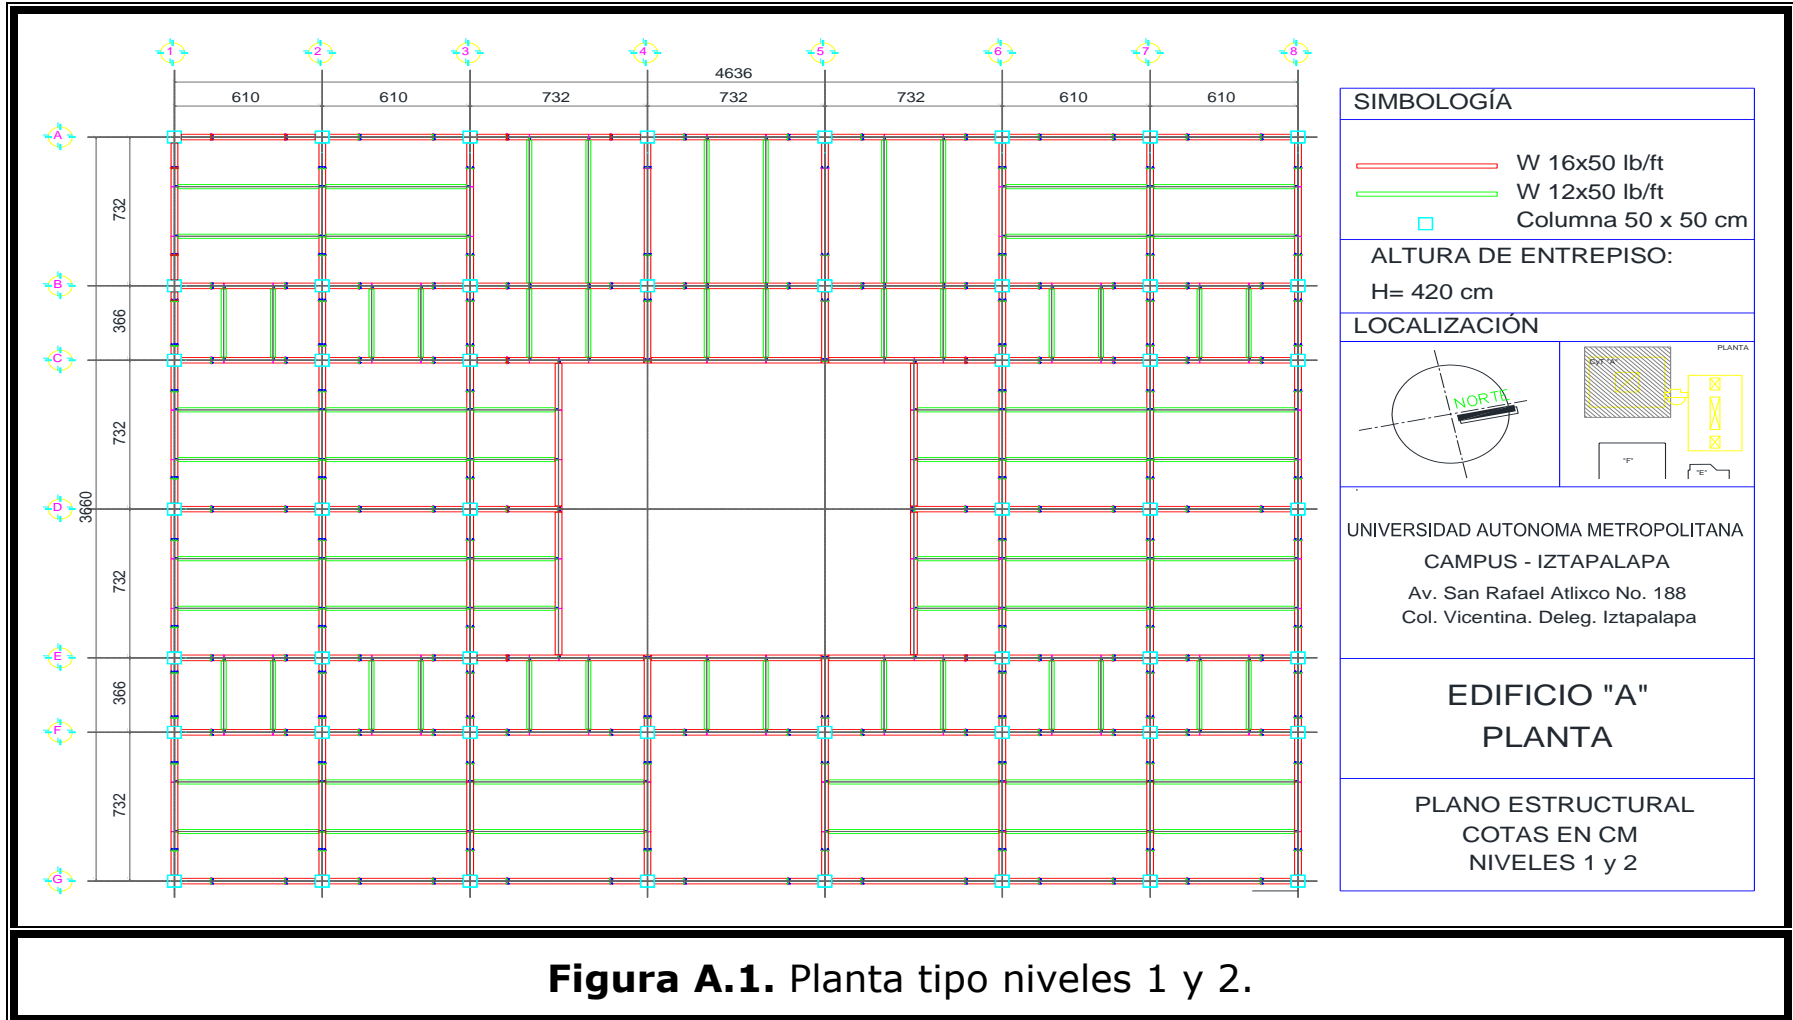 1 2 3 4 5 6 7 8
4636
610 610 732 732 732 610 610
A
732
B
366
C
732
D
3660
732
E
366
F
732
G
SIMBOLOGÍA
W 16x50 lb/ft
W 12x50 lb/ft
Columna 50 x 50 cm
ALTURA DE ENTREPISO:
H= 420 cm
LOCALIZACIÓN
NORTE
PLANTA
CyT "A"
"F"
"E"
UNIVERSIDAD AUTONOMA METROPOLITANA
CAMPUS - IZTAPALAPA
Av. San Rafael Atlixco No. 188
Col. Vicentina. Deleg. Iztapalapa
EDIFICIO "A"
PLANTA
PLANO ESTRUCTURAL
COTAS EN CM
NIVELES 1 y 2
Figura A.1. Planta tipo niveles 1 y 2.